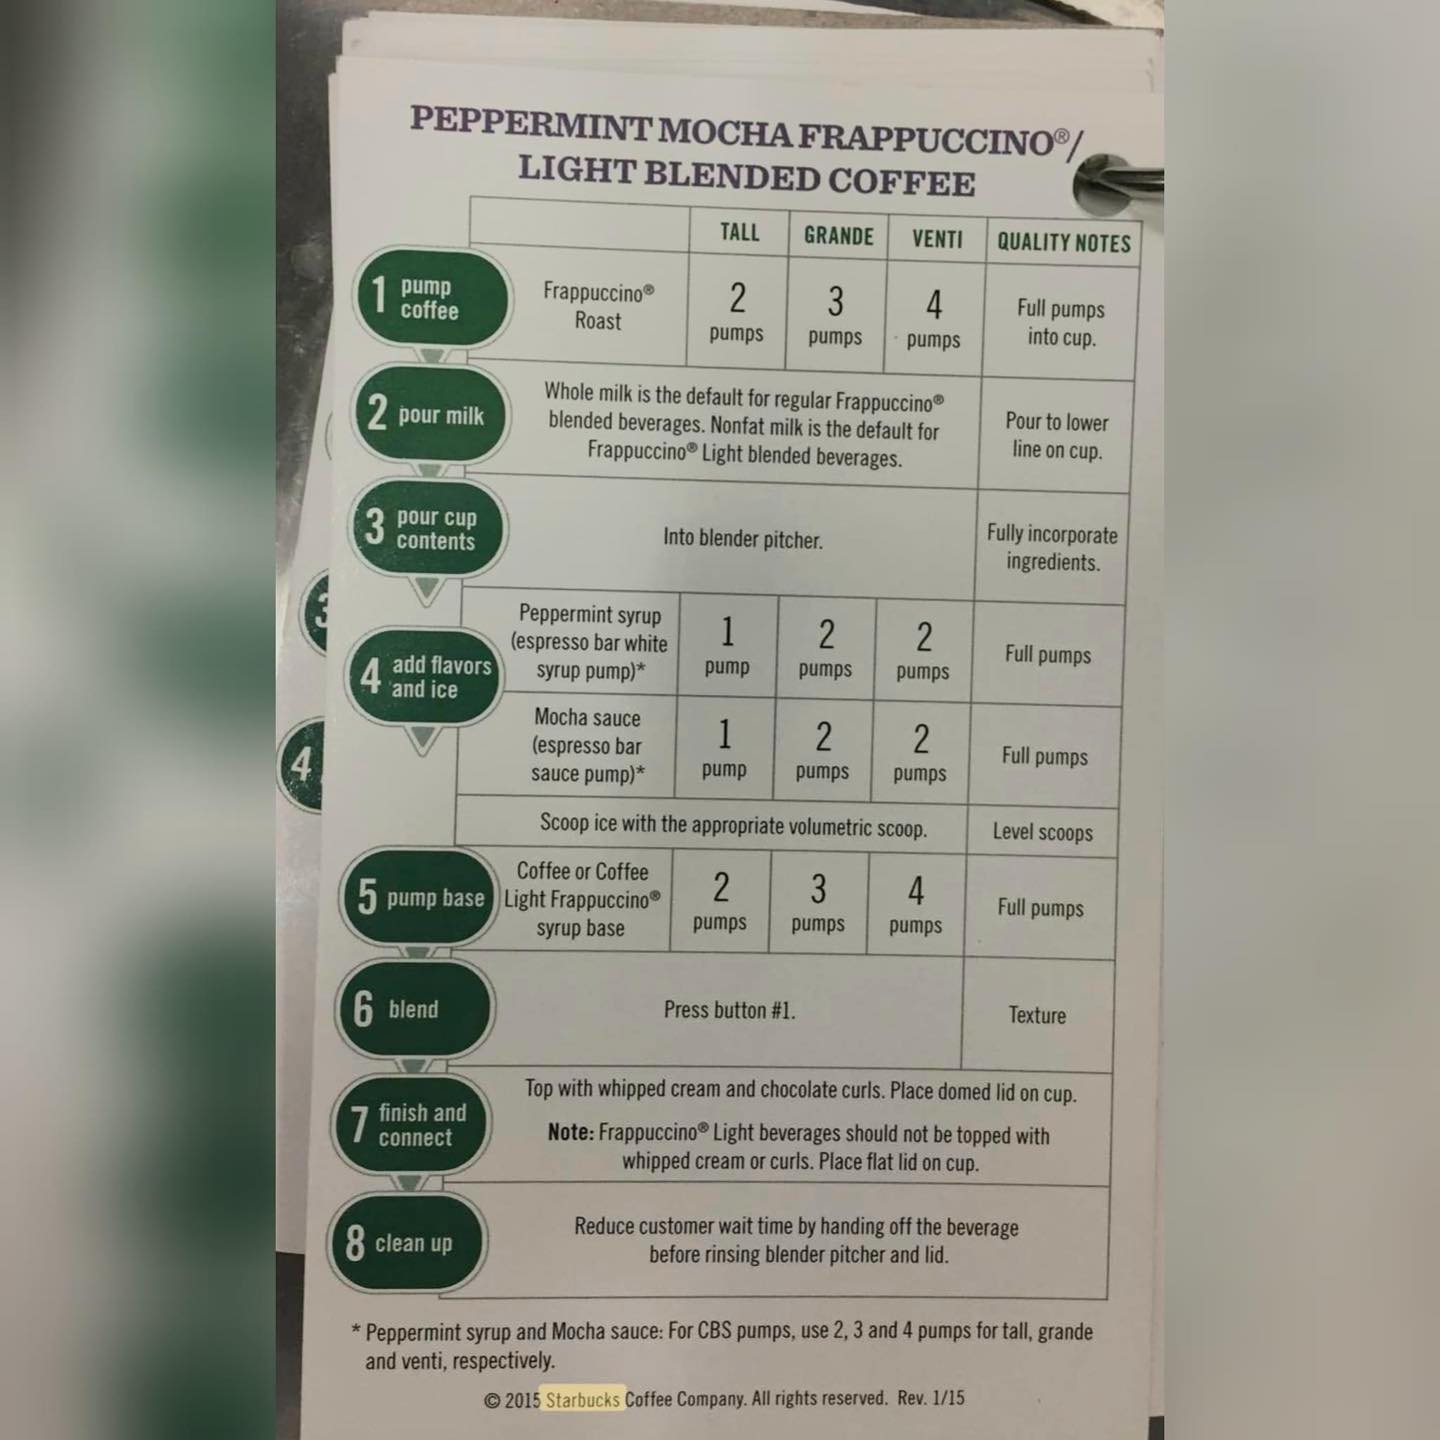 PEPPERMINT MOCHA FRAPPUCCINO®/
LIGHT BLENDED COFFEE
TALL GRANDE VENTI QUALITY NOTES
1 pump coffee
Frappuccino®
Roast
2 pumps
3 pumps
4 pumps
Full pumps
into cup.
2 pour milk
Whole milk is the default for regular Frappuccino®
blended beverages. Nonfat milk is the default for
Frappuccino® Light blended beverages.
Pour to lower
line on cup.
3 pour cup contents
Into blender pitcher.
Fully incorporate
ingredients.
4 add flavors and ice
Peppermint syrup
(espresso bar white
syrup pump)*
1 pump
2 pumps
2 pumps
Full pumps
Mocha sauce
(espresso bar
sauce pump)*
1 pump
2 pumps
2 pumps
Full pumps
Scoop ice with the appropriate volumetric scoop.
Level scoops
5 pump base
Coffee or Coffee
Light Frappuccino®
syrup base
2 pumps
3 pumps
4 pumps
Full pumps
6 blend
Press button #1.
Texture
7 finish and connect
Top with whipped cream and chocolate curls. Place domed lid on cup.
Note: Frappuccino® Light beverages should not be topped with
whipped cream or curls. Place flat lid on cup.
8 clean up
Reduce customer wait time by handing off the beverage
before rinsing blender pitcher and lid.
* Peppermint syrup and Mocha sauce: For CBS pumps, use 2, 3 and 4 pumps for tall, grande
and venti, respectively.
© 2015 Starbucks Coffee Company. All rights reserved. Rev. 1/15
3
4